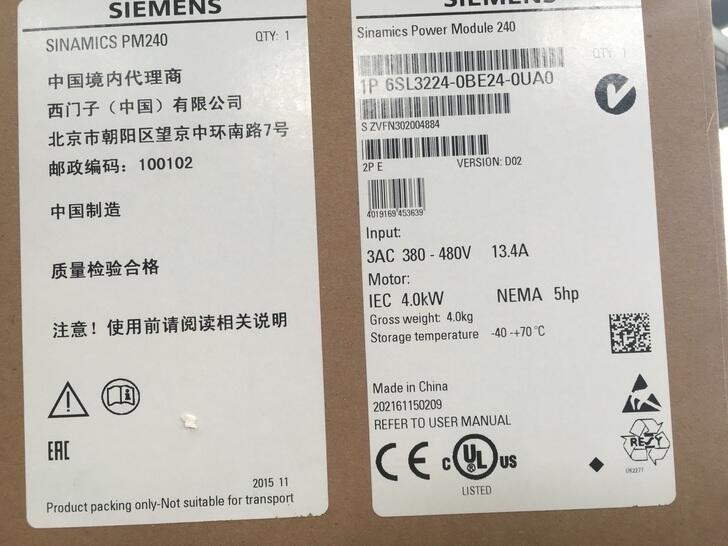 SIEMENS
SINAMICS PM240 QTY: 1
中国境内代理商
西门子（中国）有限公司
北京市朝阳区望京中环南路7号
邮政编码：100102
中国制造
质量检验合格
注意！使用前请阅读相关说明
EAC
2015 11
Product packing only-Not suitable for transport
SIEMENS
Sinamics Power Module 240
QTY: 1
1P 6SL3224-0BE24-0UA0
S ZVFN302004884
2P E VERSION: D02
4019169 453639
Input:
3AC 380 - 480V 13.4A
Motor:
IEC 4.0kW NEMA 5hp
Gross weight: 4.0kg
Storage temperature -40 -+70 °C
Made in China
202161150209
REFER TO USER MANUAL
CE C UL US
LISTED
RESY